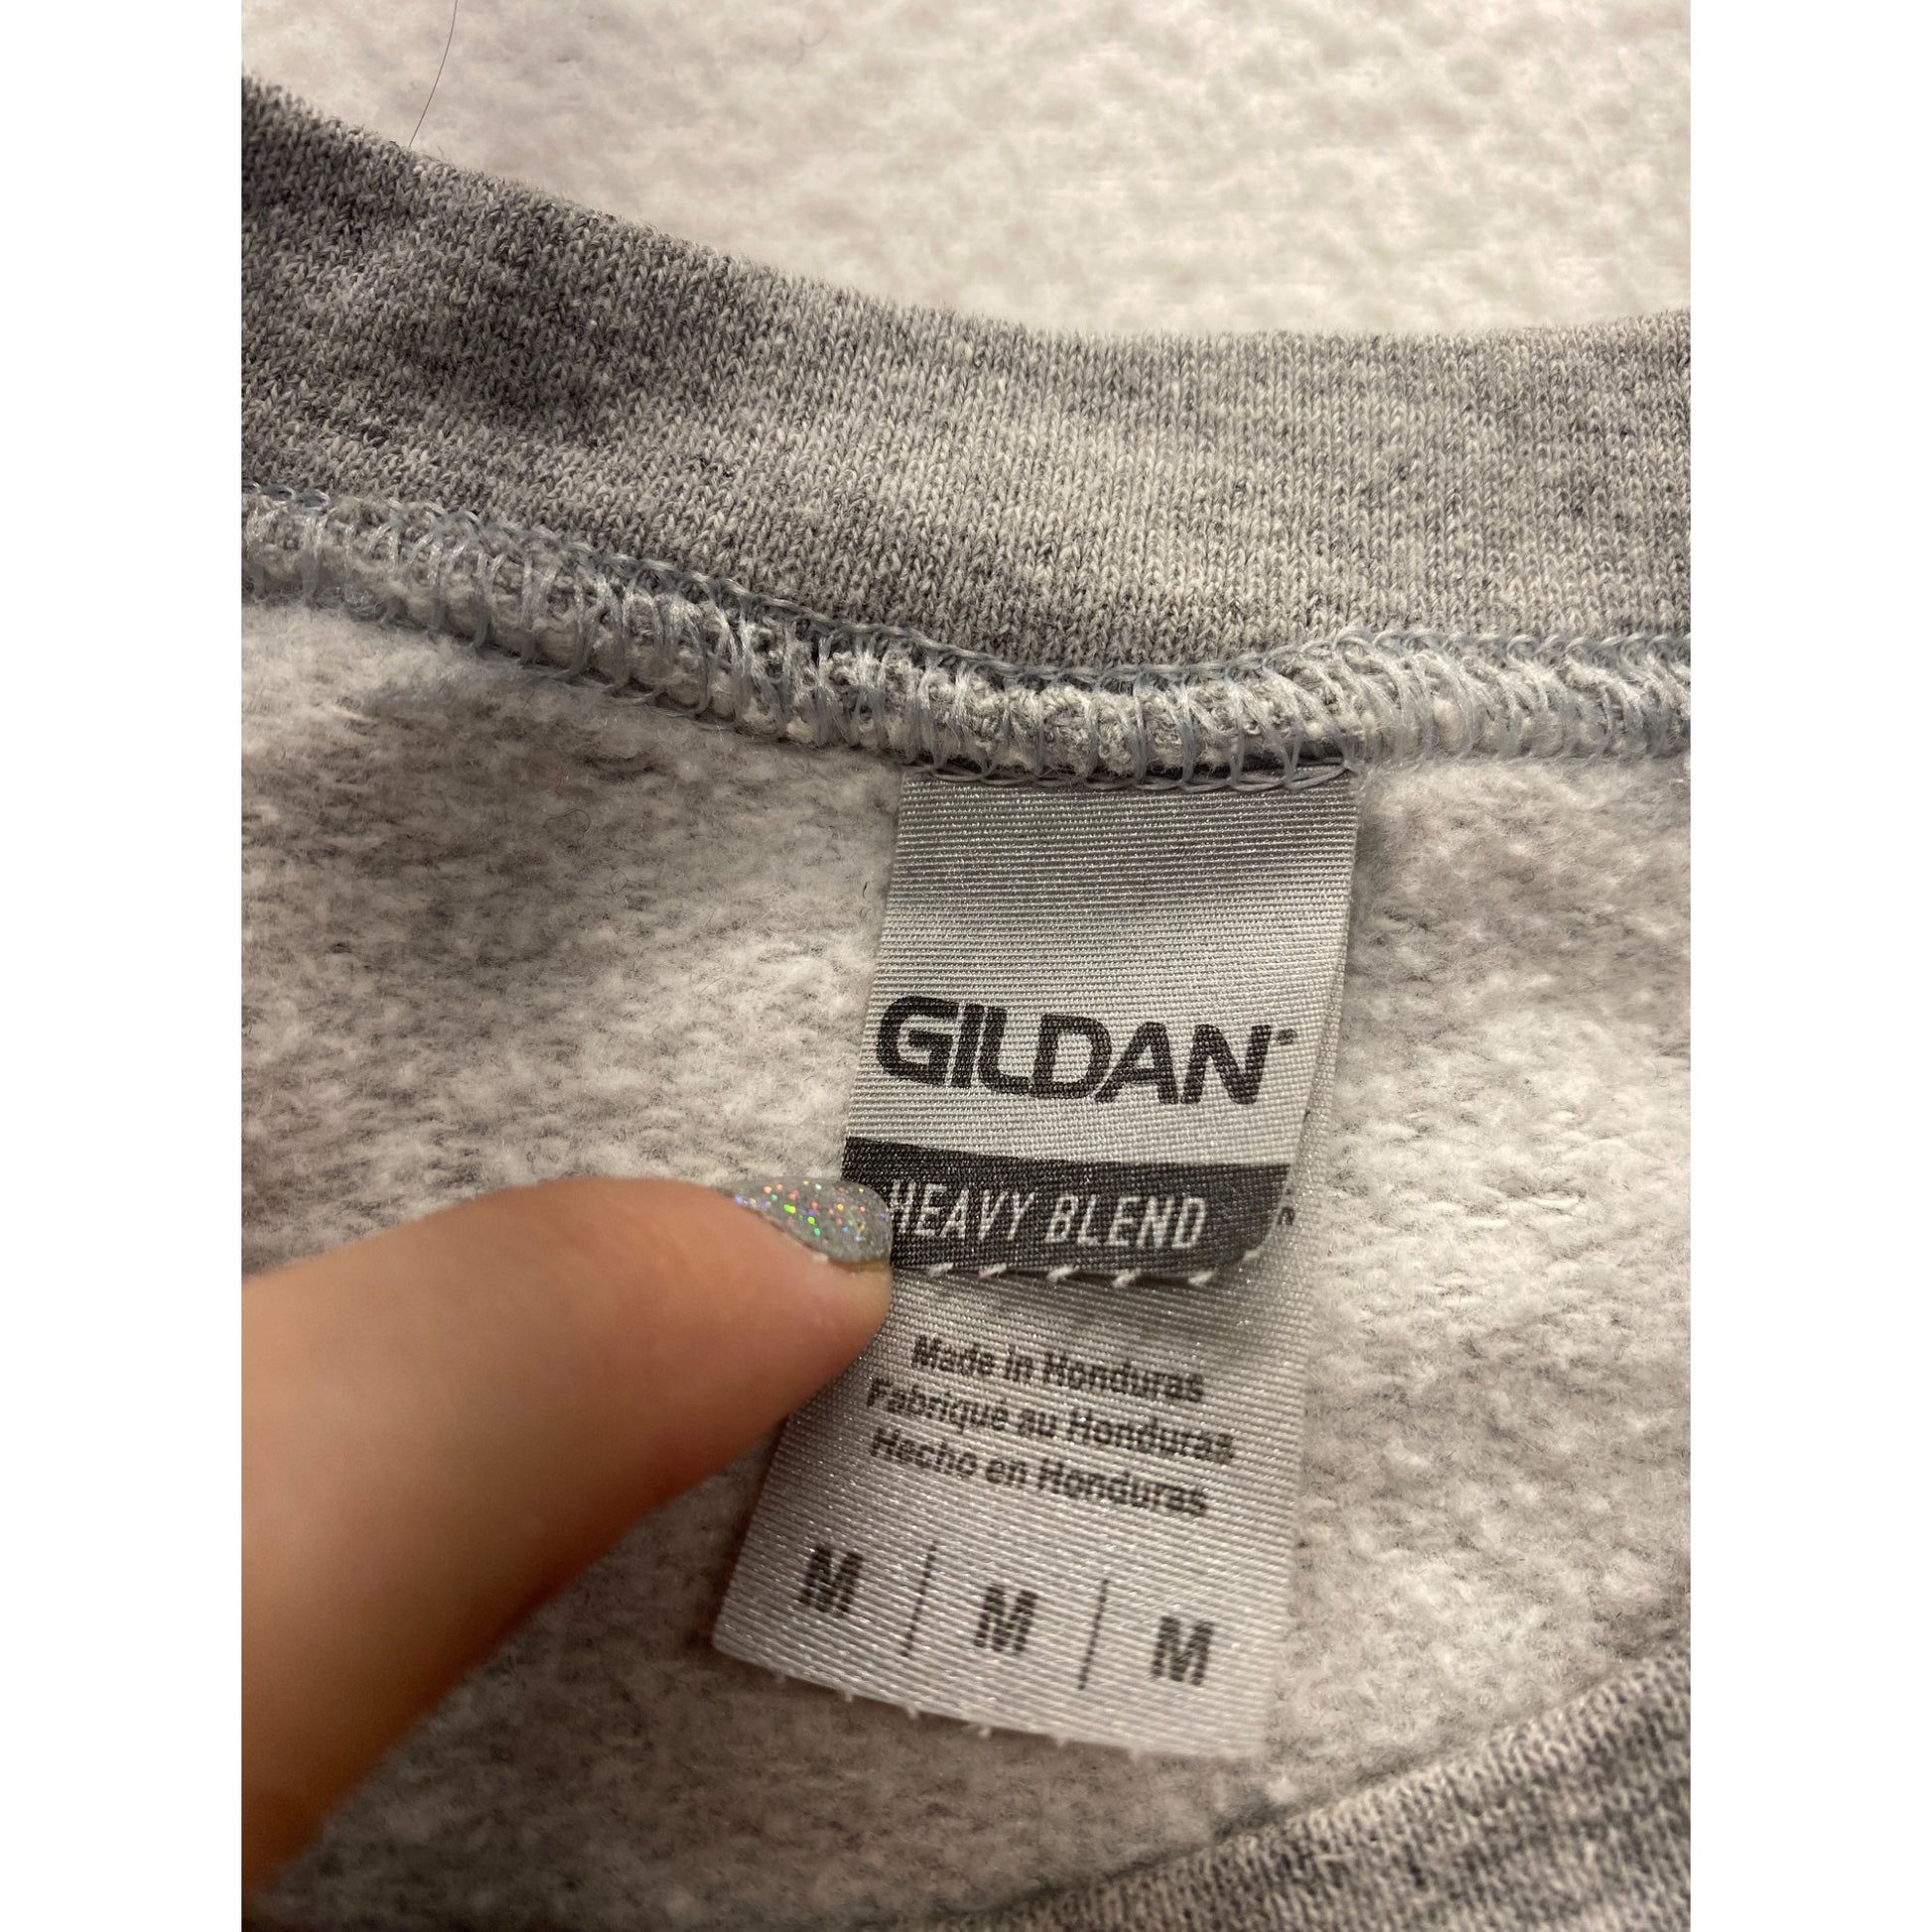 GILDAN
HEAVY BLEND
Made in Honduras
Fabriqué au Honduras
Hecho en Honduras
M | M | M